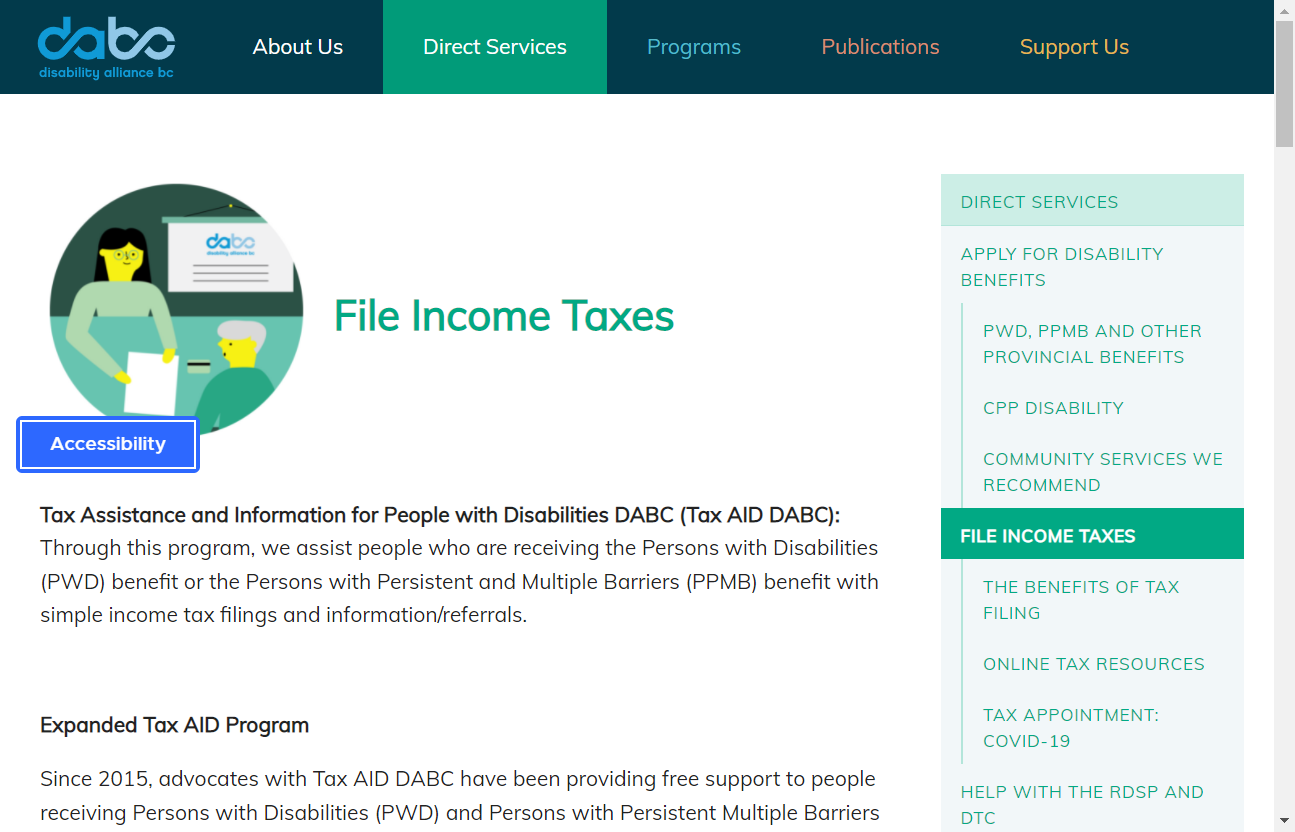 dabc
disability alliance bc
About Us
Direct Services
Programs
Publications
Support Us
dabc
disability alliance bc
File Income Taxes
Accessibility
Tax Assistance and Information for People with Disabilities DABC (Tax AID DABC):
Through this program, we assist people who are receiving the Persons with Disabilities
(PWD) benefit or the Persons with Persistent and Multiple Barriers (PPMB) benefit with
simple income tax filings and information/referrals.
Expanded Tax AID Program
Since 2015, advocates with Tax AID DABC have been providing free support to people
receiving Persons with Disabilities (PWD) and Persons with Persistent Multiple Barriers
DIRECT SERVICES
APPLY FOR DISABILITY
BENEFITS
PWD, PPMB AND OTHER
PROVINCIAL BENEFITS
CPP DISABILITY
COMMUNITY SERVICES WE
RECOMMEND
FILE INCOME TAXES
THE BENEFITS OF TAX
FILING
ONLINE TAX RESOURCES
TAX APPOINTMENT:
COVID-19
HELP WITH THE RDSP AND
DTC